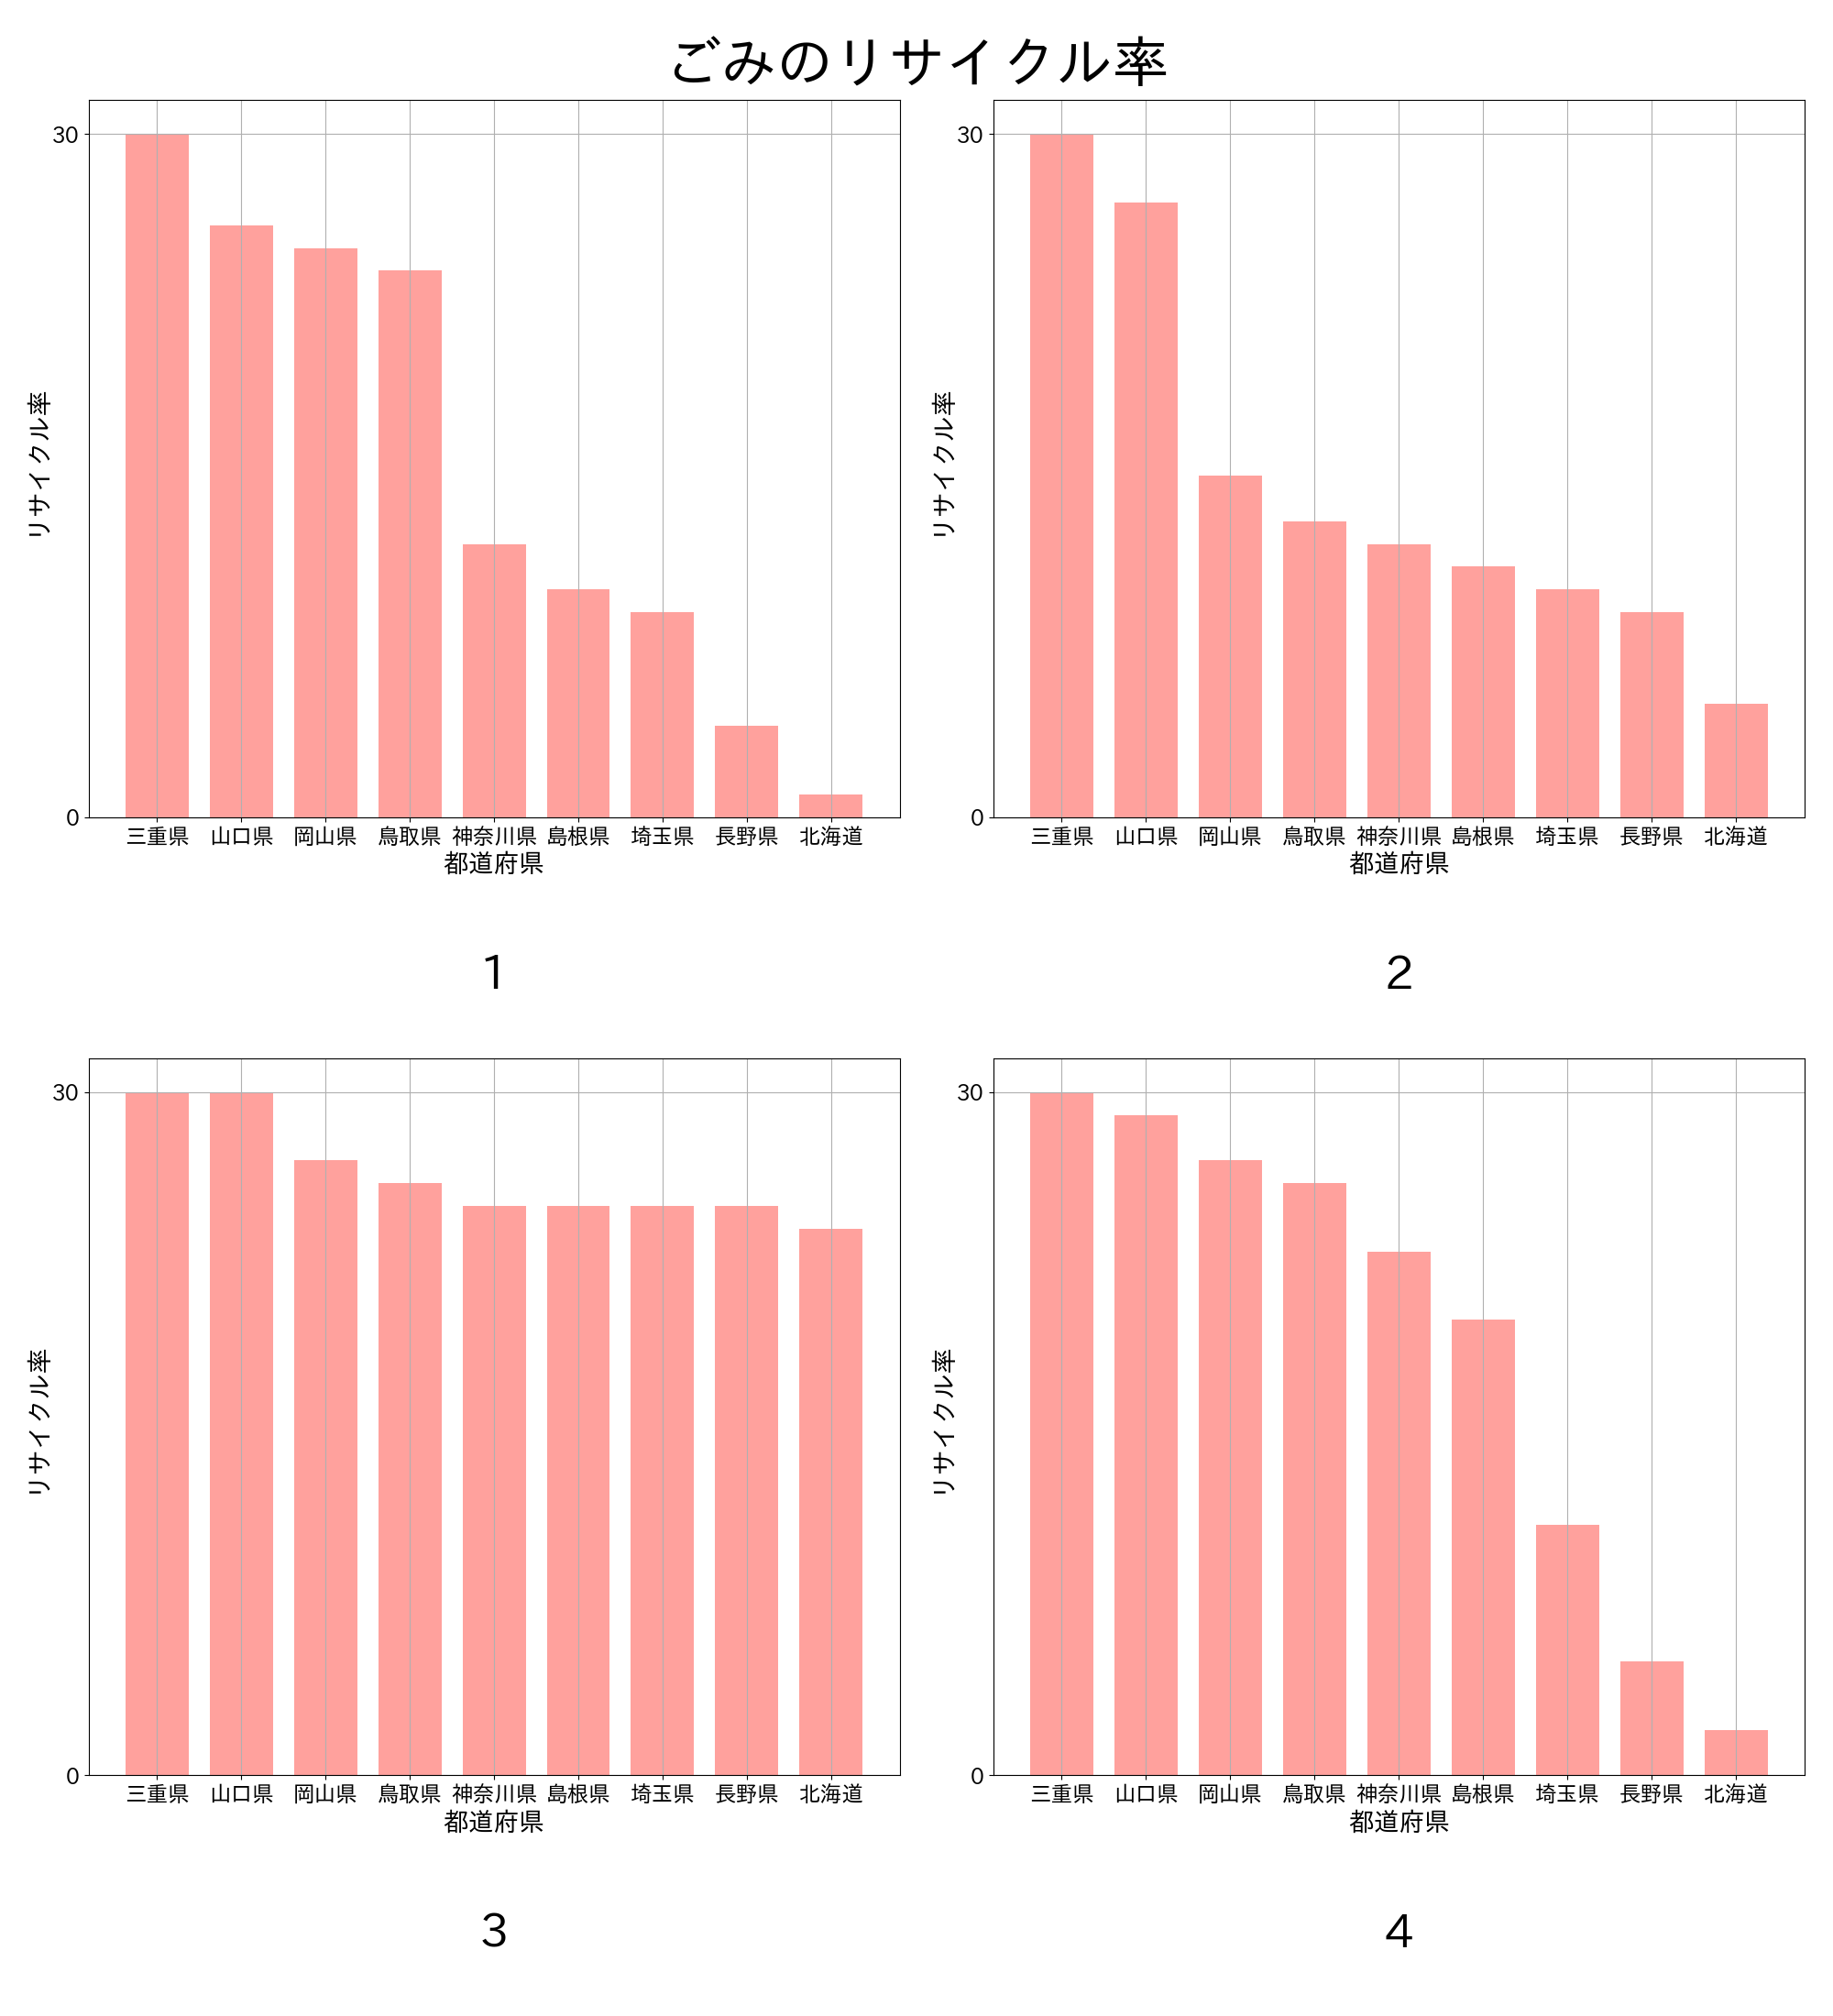 ごみのリサイクル率
30
0
リサイクル率
三重県 山口県 岡山県 鳥取県 神奈川県 島根県 埼玉県 長野県 北海道
都道府県
1
30
0
リサイクル率
三重県 山口県 岡山県 鳥取県 神奈川県 島根県 埼玉県 長野県 北海道
都道府県
2
30
0
リサイクル率
三重県 山口県 岡山県 鳥取県 神奈川県 島根県 埼玉県 長野県 北海道
都道府県
3
30
0
リサイクル率
三重県 山口県 岡山県 鳥取県 神奈川県 島根県 埼玉県 長野県 北海道
都道府県
4